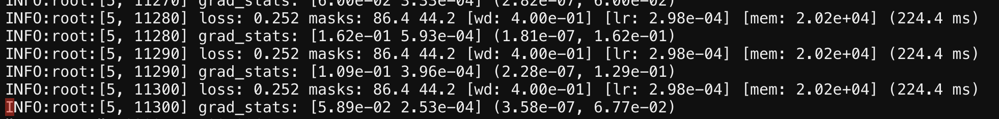 INFO:root:[5, 11270] grad_stats: [6.00e-02 3.33e-04] (2.82e-07, 6.00e-02)
INFO:root:[5, 11280] loss: 0.252 masks: 86.4 44.2 [wd: 4.00e-01] [lr: 2.98e-04] [mem: 2.02e+04] (224.4 ms)
INFO:root:[5, 11280] grad_stats: [1.62e-01 5.93e-04] (1.81e-07, 1.62e-01)
INFO:root:[5, 11290] loss: 0.252 masks: 86.4 44.2 [wd: 4.00e-01] [lr: 2.98e-04] [mem: 2.02e+04] (224.4 ms)
INFO:root:[5, 11290] grad_stats: [1.09e-01 3.96e-04] (2.28e-07, 1.29e-01)
INFO:root:[5, 11300] loss: 0.252 masks: 86.4 44.2 [wd: 4.00e-01] [lr: 2.98e-04] [mem: 2.02e+04] (224.4 ms)
INFO:root:[5, 11300] grad_stats: [5.89e-02 2.53e-04] (3.58e-07, 6.77e-02)